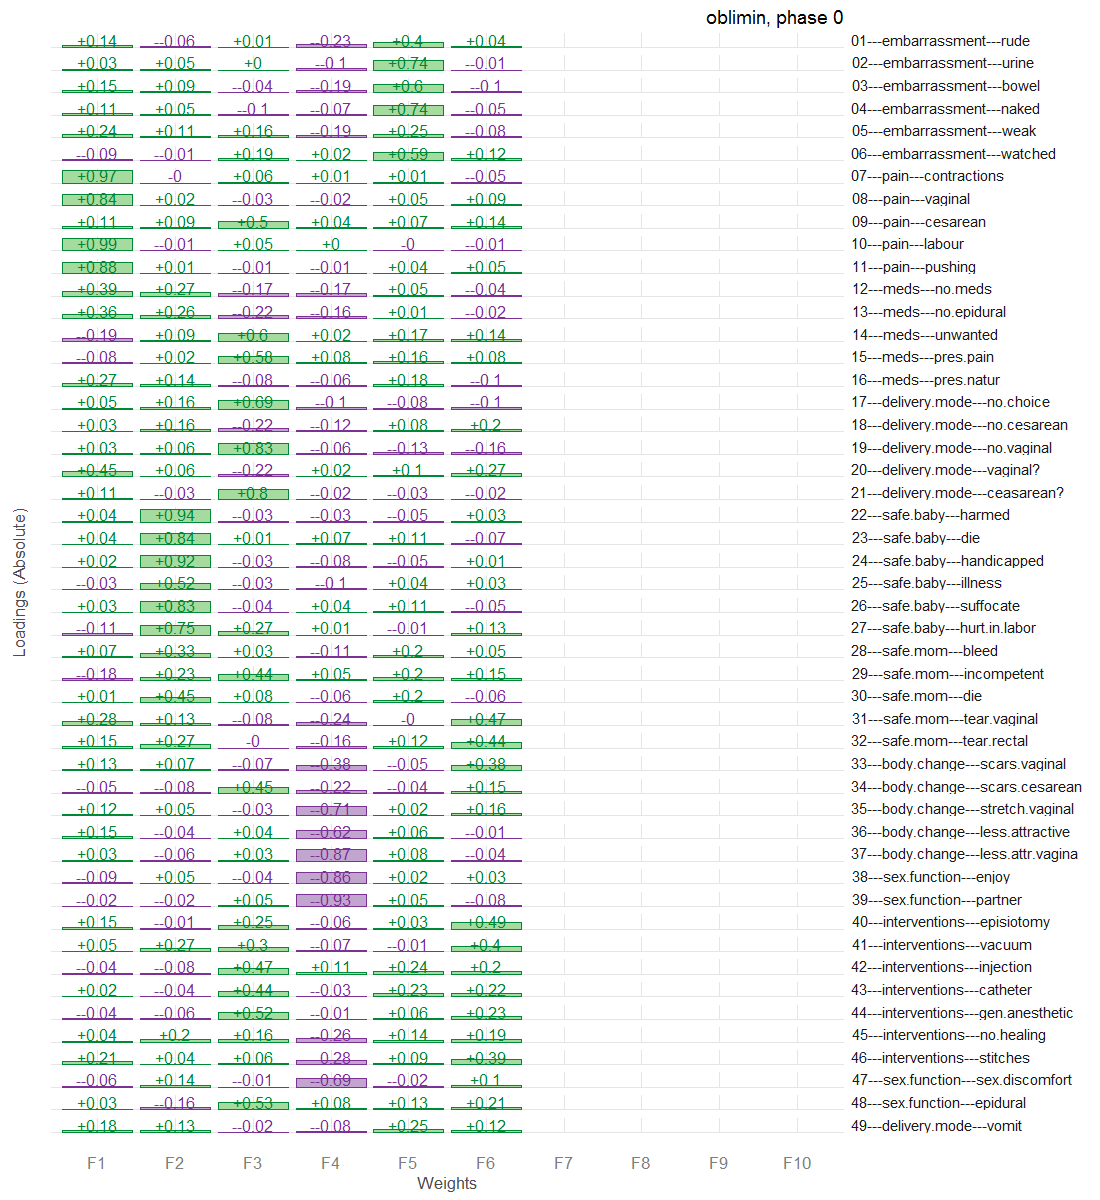 oblimin, phase 0
+0.14 --0.06 +0.01 --0.23 +0.4 +0.04 01---embarrassment---rude
+0.03 +0.05 +0 --0.1 +0.74 --0.01 02---embarrassment---urine
+0.15 +0.09 --0.04 --0.19 +0.6 --0.1 03---embarrassment---bowel
+0.11 +0.05 --0.1 --0.07 +0.74 --0.05 04---embarrassment---naked
+0.24 +0.11 +0.16 --0.19 +0.25 --0.08 05---embarrassment---weak
--0.09 --0.01 +0.19 +0.02 +0.59 +0.12 06---embarrassment---watched
+0.97 -0 +0.06 +0.01 +0.01 --0.05 07---pain---contractions
+0.84 +0.02 --0.03 --0.02 +0.05 +0.09 08---pain---vaginal
+0.11 +0.09 +0.5 +0.04 +0.07 +0.14 09---pain---cesarean
+0.99 --0.01 +0.05 +0 -0 --0.01 10---pain---labour
+0.88 +0.01 --0.01 --0.01 +0.04 +0.05 11---pain---pushing
+0.39 +0.27 --0.17 --0.17 +0.05 --0.04 12---meds---no.meds
+0.36 +0.26 --0.22 --0.16 +0.01 --0.02 13---meds---no.epidural
--0.19 +0.09 +0.6 +0.02 +0.17 +0.14 14---meds---unwanted
--0.08 +0.02 +0.58 +0.08 +0.16 +0.08 15---meds---pres.pain
+0.27 +0.14 --0.08 --0.06 +0.18 --0.1 16---meds---pres.natur
+0.05 +0.16 +0.69 --0.1 --0.08 --0.1 17---delivery.mode---no.choice
+0.03 +0.16 --0.22 --0.12 +0.08 +0.2 18---delivery.mode---no.cesarean
+0.03 +0.06 +0.83 --0.06 --0.13 --0.16 19---delivery.mode---no.vaginal
+0.45 +0.06 --0.22 +0.02 +0.1 +0.27 20---delivery.mode---vaginal?
+0.11 --0.03 +0.8 --0.02 --0.03 --0.02 21---delivery.mode---ceasarean?
+0.04 +0.94 --0.03 --0.03 --0.05 +0.03 22---safe.baby---harmed
+0.04 +0.84 +0.01 +0.07 +0.11 --0.07 23---safe.baby---die
+0.02 +0.92 --0.04 --0.08 --0.05 +0.01 24---safe.baby---handicapped
--0.03 +0.52 --0.03 --0.1 +0.04 +0.03 25---safe.baby---illness
+0.03 +0.83 --0.04 +0.04 +0.11 --0.05 26---safe.baby---suffocate
--0.11 +0.75 +0.27 +0.01 --0.01 +0.13 27---safe.baby---hurt.in.labor
+0.07 +0.33 +0.03 --0.11 +0.2 +0.05 28---safe.mom---bleed
--0.18 +0.23 +0.44 +0.05 +0.2 +0.15 29---safe.mom---incompetent
+0.01 +0.45 +0.08 --0.06 +0.2 --0.06 30---safe.mom---die
+0.28 +0.13 --0.08 --0.24 -0 +0.47 31---safe.mom---tear.vaginal
+0.15 +0.27 -0 --0.16 +0.12 +0.44 32---safe.mom---tear.rectal
+0.13 +0.07 --0.07 --0.38 --0.05 +0.38 33---body.change---scars.vaginal
--0.05 --0.08 +0.45 --0.22 --0.04 +0.15 34---body.change---scars.cesarean
+0.12 +0.05 --0.03 --0.71 +0.02 +0.16 35---body.change---stretch.vaginal
+0.15 --0.04 +0.04 --0.62 +0.06 --0.01 36---body.change---less.attractive
+0.03 --0.06 +0.03 --0.87 +0.08 --0.04 37---body.change---less.attr.vagina
--0.09 +0.05 --0.04 --0.86 +0.02 +0.03 38---sex.function---enjoy
--0.02 --0.02 +0.05 --0.93 +0.05 --0.08 39---sex.function---partner
+0.15 --0.01 +0.25 --0.06 +0.03 +0.49 40---interventions---episiotomy
+0.05 +0.27 +0.3 --0.07 --0.01 +0.4 41---interventions---vacuum
--0.04 --0.08 +0.47 +0.11 +0.24 +0.2 42---interventions---injection
+0.02 --0.04 +0.44 --0.03 +0.23 +0.22 43---interventions---catheter
--0.04 --0.06 +0.52 --0.01 +0.06 +0.23 44---interventions---gen.anesthetic
+0.04 +0.2 +0.16 --0.26 +0.14 +0.19 45---interventions---no.healing
+0.21 +0.04 +0.06 --0.28 +0.09 +0.39 46---interventions---stitches
--0.06 +0.14 --0.01 --0.69 --0.02 +0.1 47---sex.function---sex.discomfort
+0.03 --0.16 +0.53 +0.08 +0.13 +0.21 48---sex.function---epidural
+0.18 +0.13 --0.02 --0.08 +0.25 +0.12 49---delivery.mode---vomit
F1 F2 F3 F4 F5 F6 F7 F8 F9 F10
Weights
Loadings (Absolute)